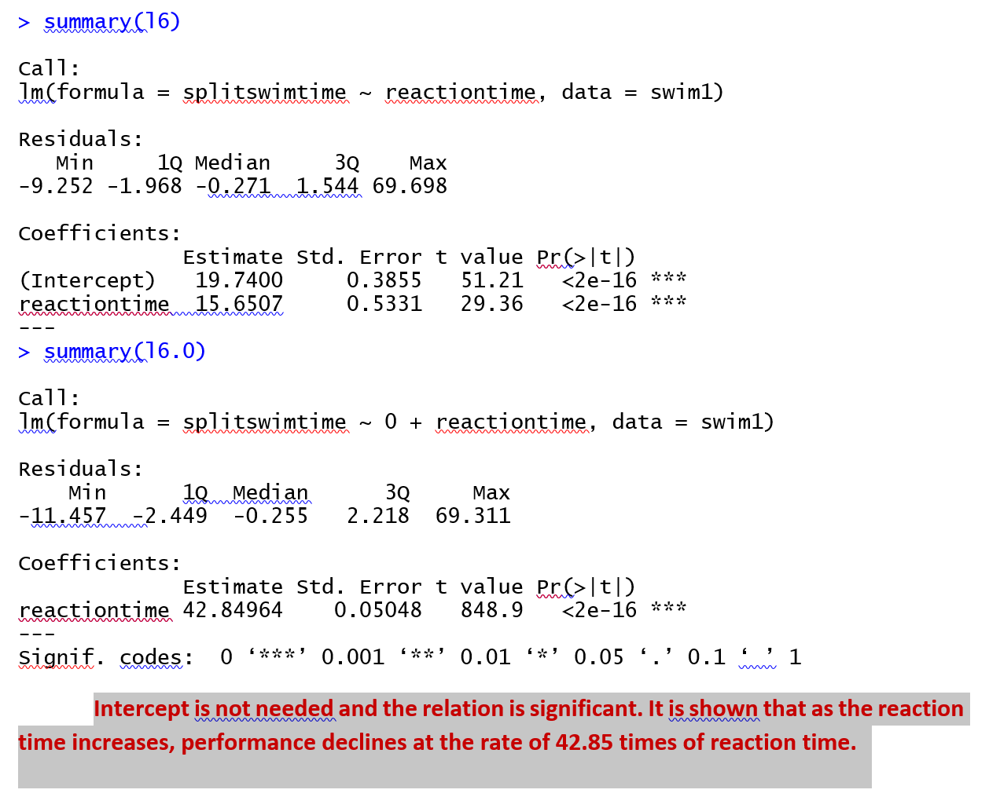 > summary(l6)
Call:
lm(formula = splitswimtime ~ reactiontime, data = swim1)
Residuals:
   Min     1Q Median     3Q    Max
-9.252 -1.968 -0.271  1.544 69.698
Coefficients:
             Estimate Std. Error t value Pr(>|t|)
(Intercept)   19.7400     0.3855   51.21   <2e-16 ***
reactiontime  15.6507     0.5331   29.36   <2e-16 ***
---
> summary(l6.0)
Call:
lm(formula = splitswimtime ~ 0 + reactiontime, data = swim1)
Residuals:
    Min      1Q  Median      3Q     Max
-11.457  -2.449  -0.255   2.218  69.311
Coefficients:
             Estimate Std. Error t value Pr(>|t|)
reactiontime 42.84964    0.05048   848.9   <2e-16 ***
---
Signif. codes:  0 ‘***’ 0.001 ‘**’ 0.01 ‘*’ 0.05 ‘.’ 0.1 ‘ ’ 1
Intercept is not needed and the relation is significant. It is shown that as the reaction
time increases, performance declines at the rate of 42.85 times of reaction time.